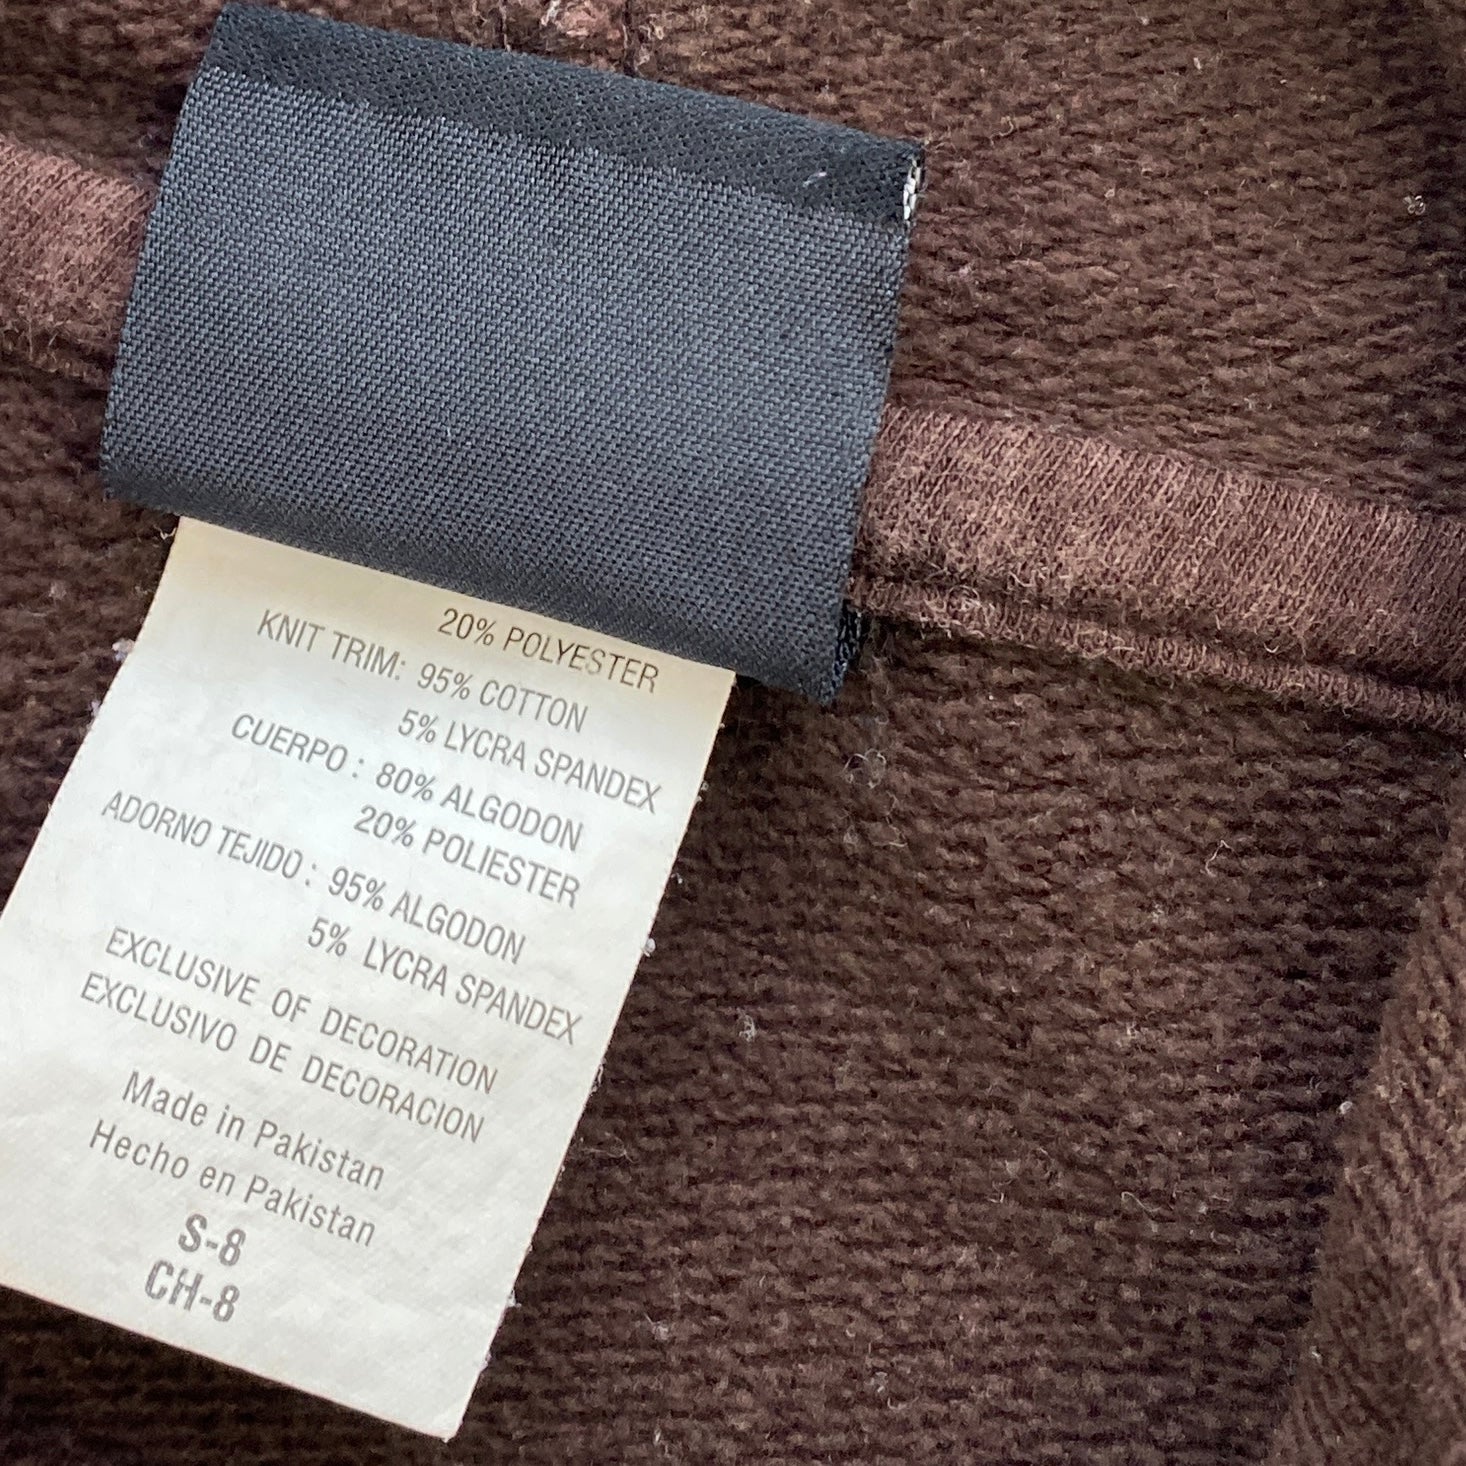 20% POLYESTER
KNIT TRIM: 95% COTTON
5% LYCRA SPANDEX
CUERPO : 80% ALGODON
20% POLIESTER
ADORNO TEJIDO : 95% ALGODON
5% LYCRA SPANDEX
EXCLUSIVE OF DECORATION
EXCLUSIVO DE DECORACION
Made in Pakistan
Hecho en Pakistan
S-8
CH-8